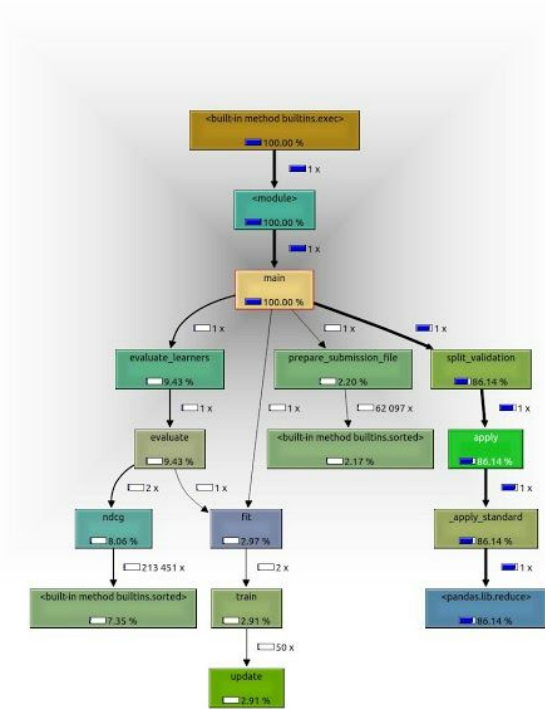 <built-in method builtins.exec>
100.00 %
1 x
<module>
100.00 %
1 x
main
100.00 %
1 x
1 x
1 x
1 x
evaluate_learners
9.43 %
prepare_submission_file
2.20 %
split_validation
86.14 %
1 x
62 097 x
1 x
evaluate
9.43 %
<built-in method builtins.sorted>
2.17 %
apply
86.14 %
2 x
1 x
1 x
ndcg
8.06 %
fit
2.97 %
_apply_standard
86.14 %
213 451 x
2 x
1 x
<built-in method builtins.sorted>
7.35 %
train
2.91 %
<pandas.lib.reduce>
86.14 %
50 x
update
2.91 %